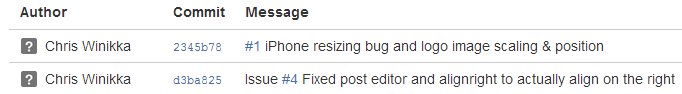 Author Commit Message
? Chris Winikka 2345b78 #1 iPhone resizing bug and logo image scaling & position
? Chris Winikka d3ba825 Issue #4 Fixed post editor and alignright to actually align on the right